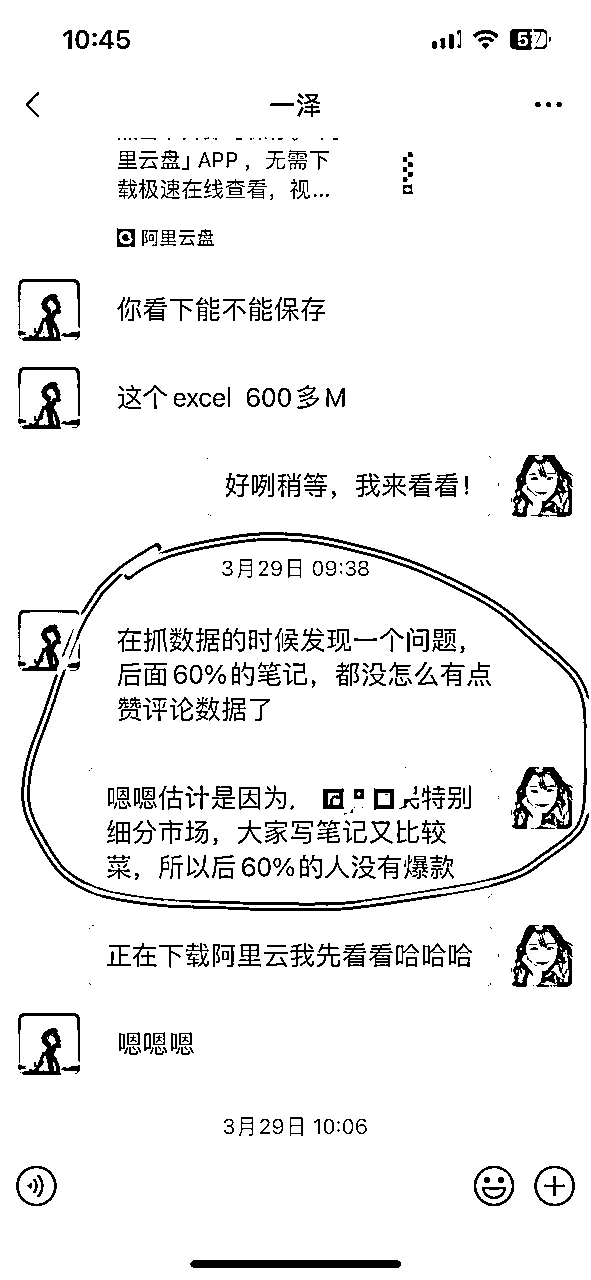 10:45
57
一泽
里云盘」APP，无需下
载极速在线查看，视...
阿里云盘
你看下能不能保存
这个excel 600多M
好咧稍等，我来看看！
3月29日 09:38
在抓数据的时候发现一个问题，
后面60%的笔记，都没怎么有点
赞评论数据了
嗯嗯估计是因为，
特别
细分市场，大家写笔记又比较
菜，所以后60%的人没有爆款
正在下载阿里云我先看看哈哈哈
嗯嗯嗯
3月29日 10:06